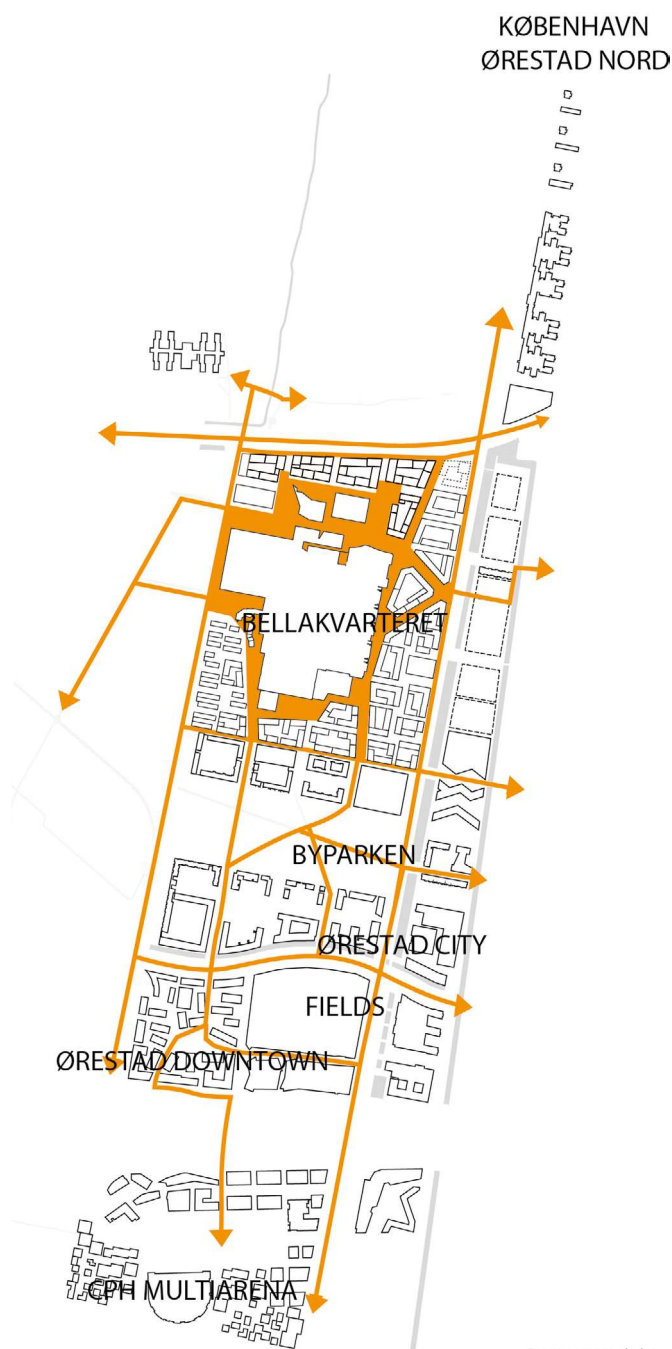 KØBENHAVN
ØRESTAD NORD
BELLAKVARTERET
BYPARKEN
ØRESTAD CITY
FIELDS
ØRESTAD DOWNTOWN
CPH MULTIARENA